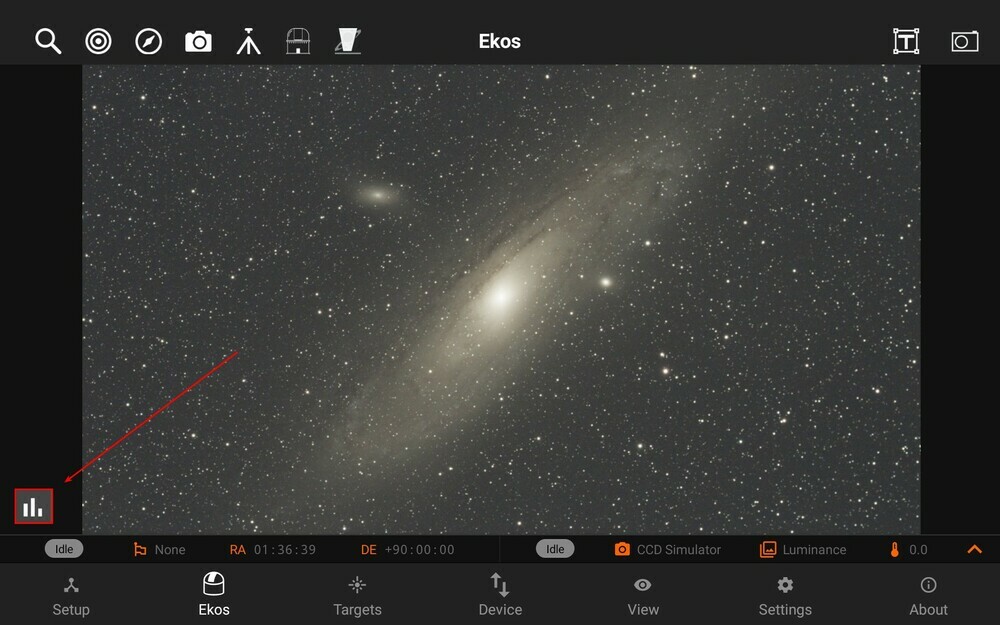 Ekos
T
Idle None RA 01:36:39 DE +90:00:00 Idle CCD Simulator Luminance 0.0
Setup Ekos Targets Device View Settings About